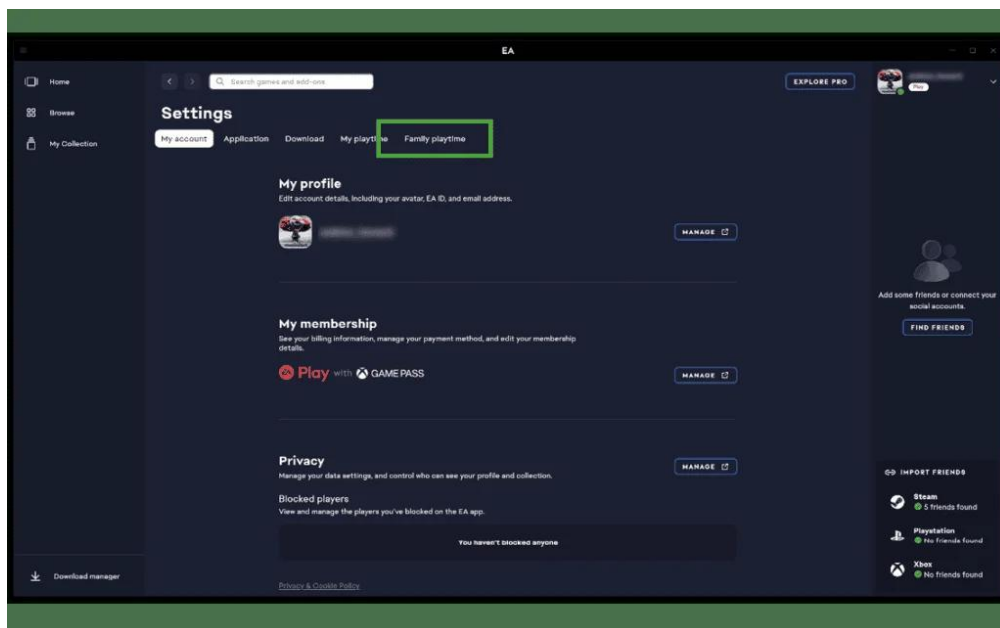 EA
Home
Browse
My Collection
Search games and add-ons
EXPLORE PRO
Play
Settings
My account
Application
Download
My playtime
Family playtime
My profile
Edit account details, including your avatar, EA ID, and email address.
MANAGE
My membership
See your billing information, manage your payment method, and edit your membership
details.
EA Play with GAME PASS
MANAGE
Privacy
Manage your data settings, and control who can see your profile and collection.
MANAGE
Blocked players
View and manage the players you've blocked on the EA app.
You haven't blocked anyone
Privacy & Cookie Policy
Add some friends or connect your
social accounts.
FIND FRIENDS
IMPORT FRIENDS
Steam
5 friends found
Playstation
No friends found
Xbox
No friends found
Download manager